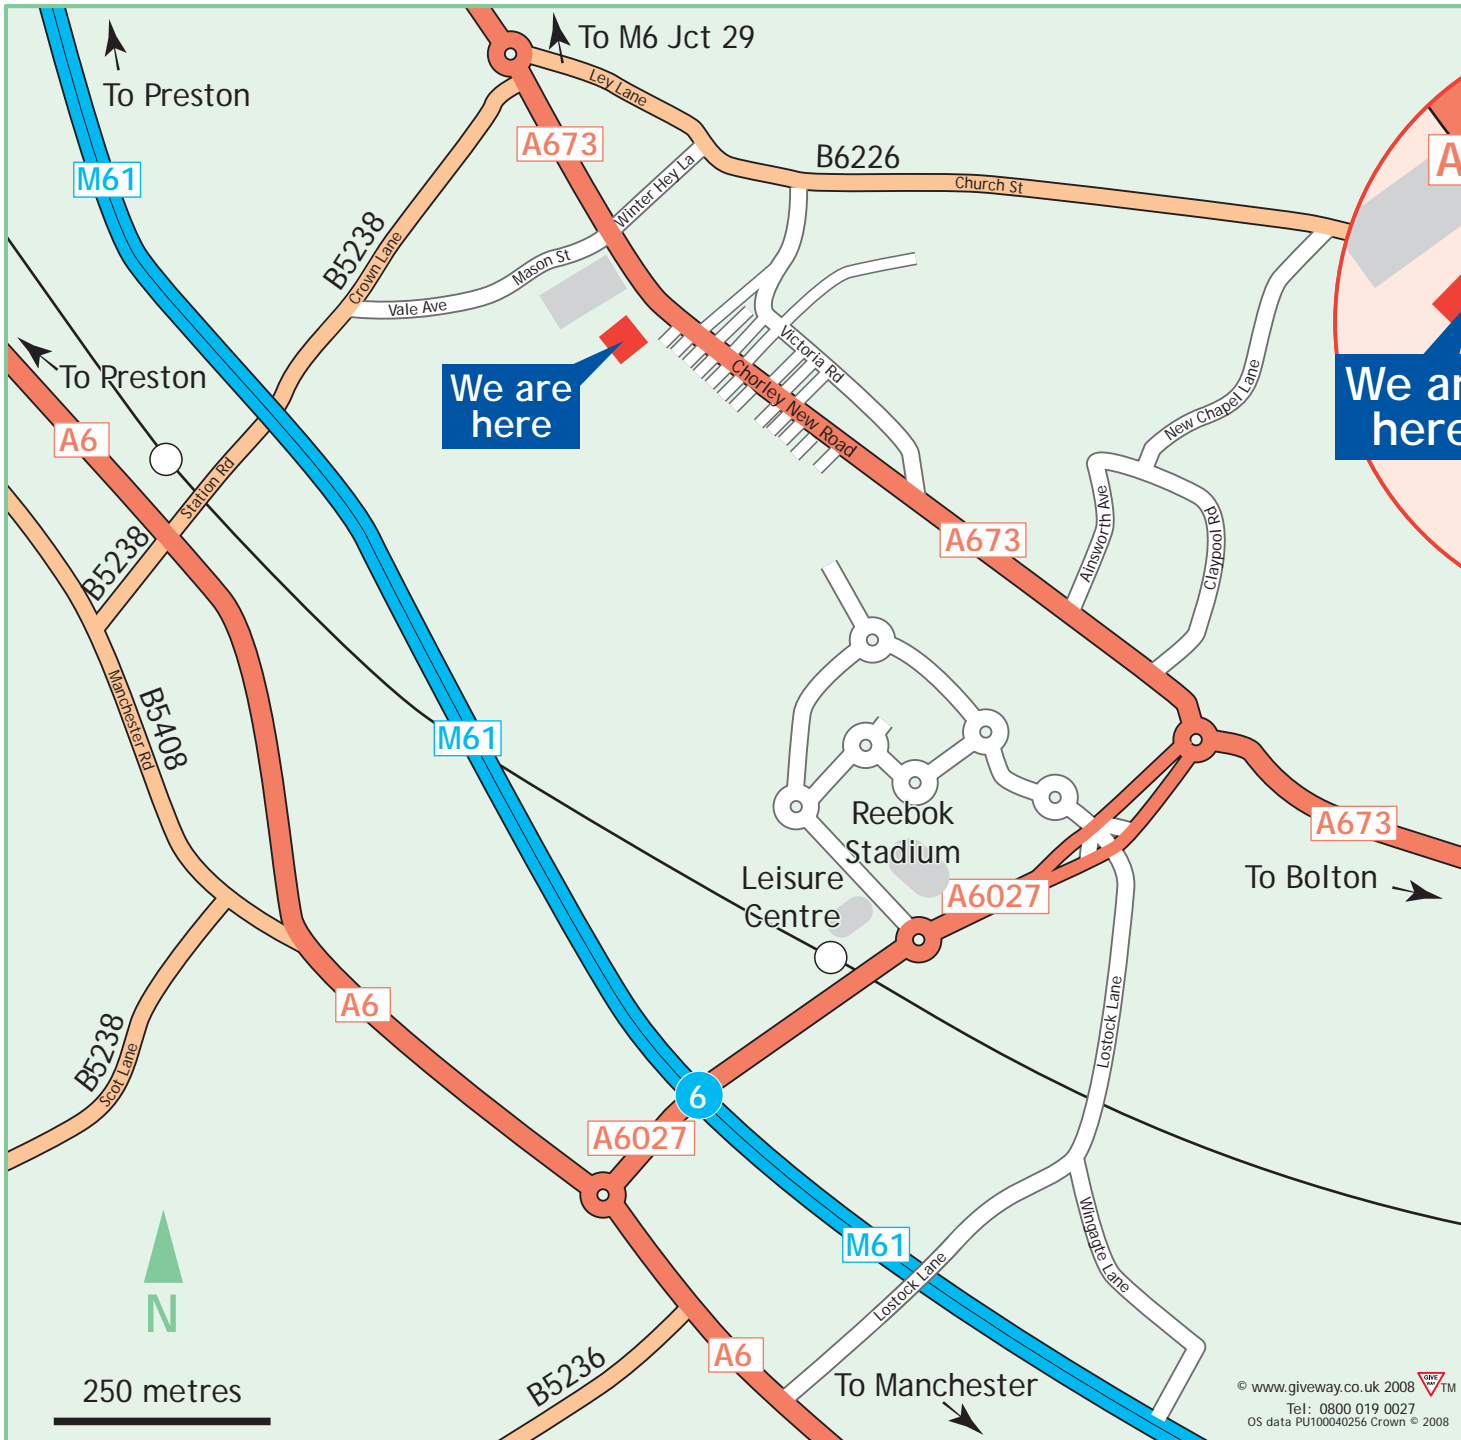 To M6 Jct 29
To Preston
Ley Lane
A673
B6226
Church St
A
M61
Winter Hey La
B5238
Crown Lane
Mason St
Vale Ave
We are
here
Victoria Rd
Chorley New Road
New Chapel Lane
We ar
here
To Preston
A6
Station Rd
B5238
A673
Ainsworth Ave
Claypool Rd
Manchester Rd
B5408
M61
Reebok
Stadium
A673
Leisure
Centre
A6027
To Bolton
A6
B5238
Scot Lane
Lostock Lane
6
A6027
M61
Wingagte Lane
Lostock Lane
N
A6
B5236
250 metres
To Manchester
© www.giveway.co.uk 2008 GIVE WAY TM
Tel: 0800 019 0027
OS data PU100040256 Crown © 2008